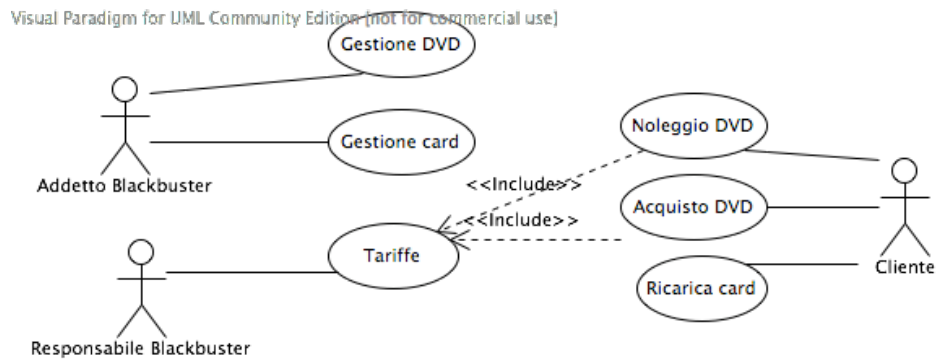 Visual Paradigm for UML Community Edition [not for commercial use]
Gestione DVD
Gestione card
Addetto Blackbuster
Noleggio DVD
<<Include>>
Acquisto DVD
<<Include>>
Tariffe
Cliente
Ricarica card
Responsabile Blackbuster